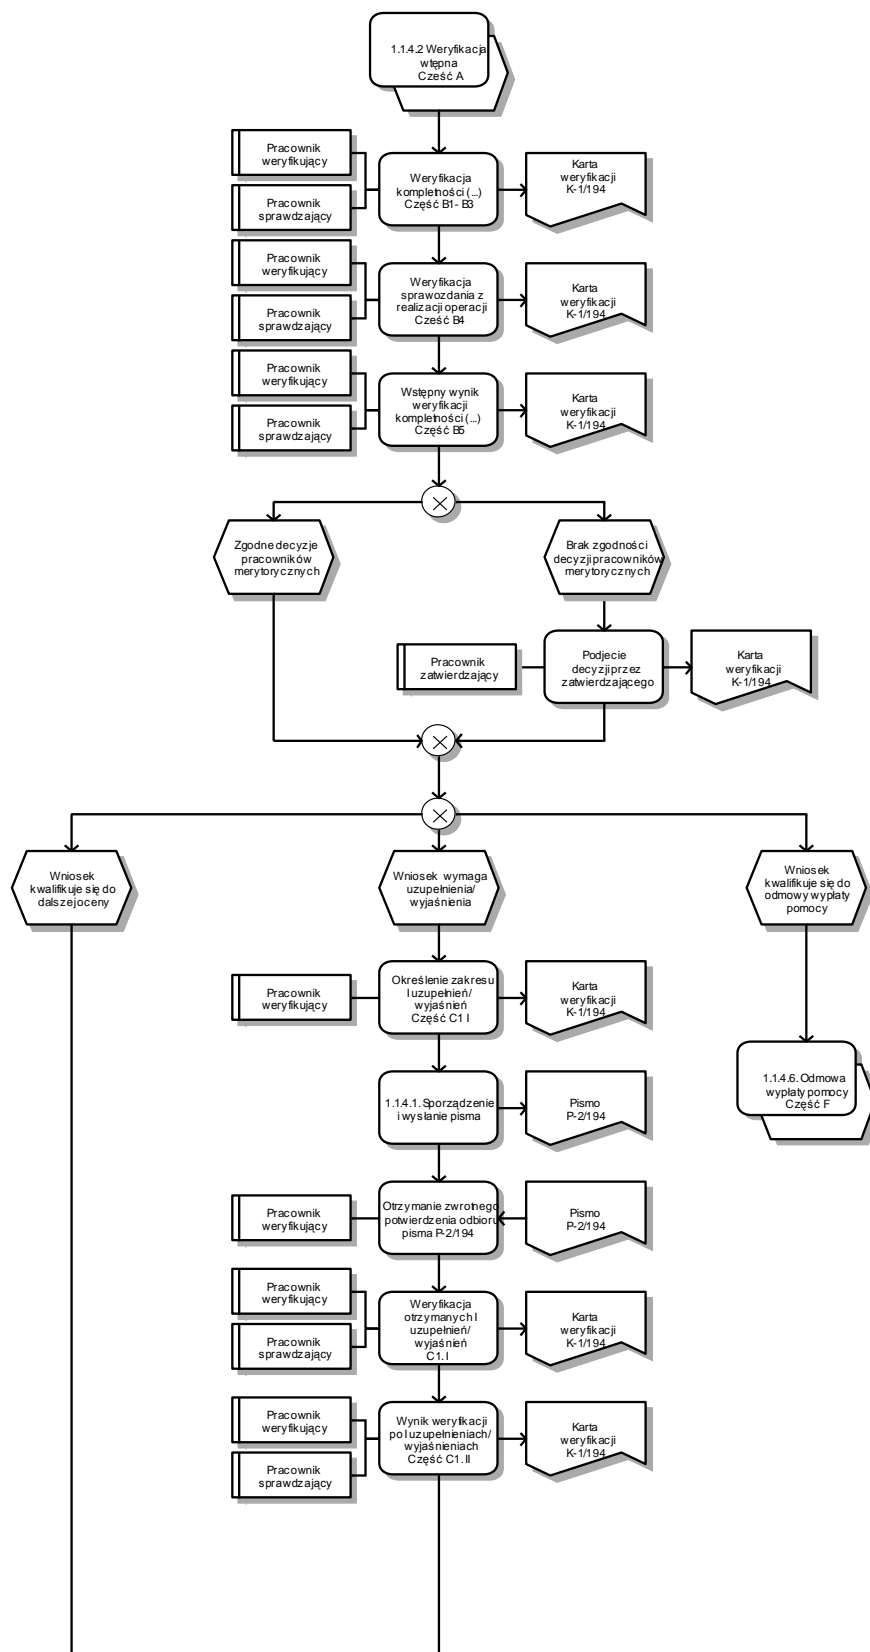 1.1.4.2 Weryfikacja
wtępna
Cześć A
Pracownik
weryfikujący
Pracownik
sprawdzający
Weryfikacja
kompletności (...)
Część B1- B3
Karta
weryfikacji
K-1/194
Pracownik
weryfikujący
Pracownik
sprawdzający
Weryfikacja
sprawozdania z
realizacji operacji
Cześć B4
Karta
weryfikacji
K-1/194
Pracownik
weryfikujący
Pracownik
sprawdzający
Wstępny wynik
weryfikacji
kompletności (...)
Część B5
Karta
weryfikacji
K-1/194
Zgodne decyzje
pracowników
merytorycznych
Brak zgodności
decyzji pracowników
merytorycznych
Pracownik
zatwierdzający
Podjecie
decyzji przez
zatwierdzającego
Karta
weryfikacji
K-1/194
Wniosek
kwalifikuje się do
dalszej oceny
Wniosek wymaga
uzupełnienia/
wyjaśnienia
Wniosek
kwalifikuje się do
odmowy wypłaty
pomocy
Pracownik
weryfikujący
Określenie zakresu
I uzupełnień/
wyjaśnień
Część C1 I
Karta
weryfikacji
K-1/194
1.1.4.1. Sporządzenie
i wysłanie pisma
Pismo
P-2/194
1.1.4.6. Odmowa
wypłaty pomocy
Część F
Pracownik
weryfikujący
Otrzymanie zwrotnego
potwierdzenia odbioru
pisma P-2/194
Pismo
P-2/194
Pracownik
weryfikujący
Pracownik
sprawdzający
Weryfikacja
otrzymanych I
uzupełnień/
wyjaśnień
C1. I
Karta
weryfikacji
K-1/194
Pracownik
weryfikujący
Pracownik
sprawdzający
Wynik weryfikacji
po I uzupełnieniach/
wyjaśnieniach
Część C1. II
Karta
weryfikacji
K-1/194